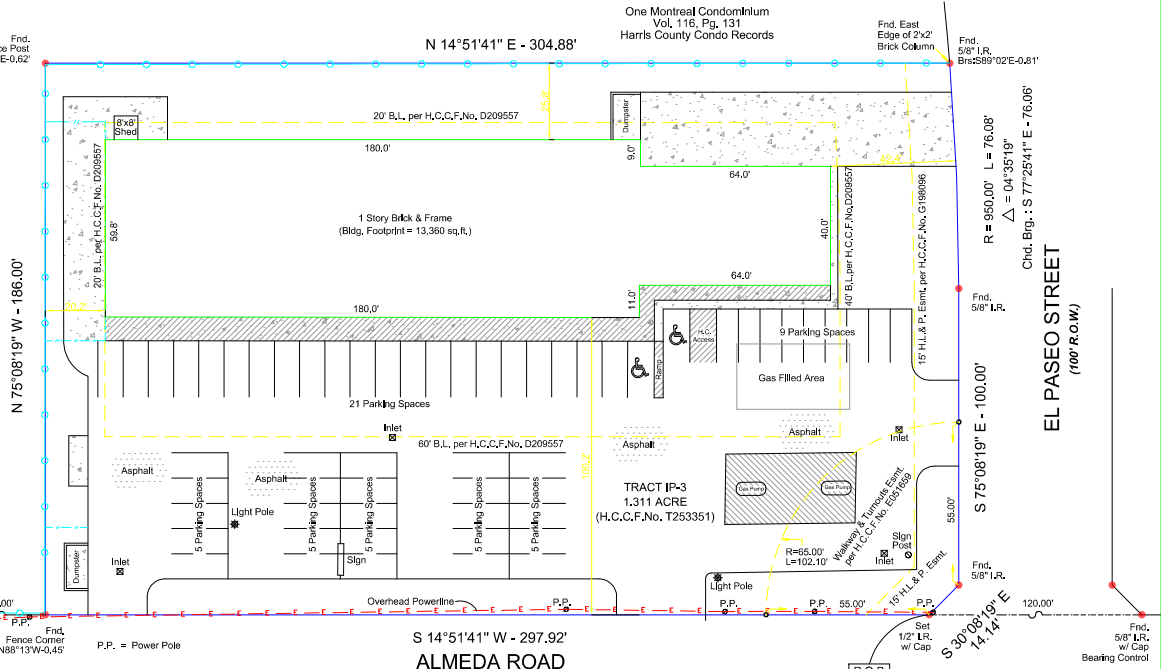 One Montreal Condominium
Vol. 116, Pg. 131
Harris County Condo Records
Fnd. East
Edge of 2'x2'
Brick Column
Fnd.
5/8" I.R.
Brs:S89°02'E-0.81'
Fnd.
ce Post
E-0.62'
N 14°51'41" E - 304.88'
25.8'
20' B.L. per H.C.C.F.No. D209557
8'x8'
Shed
Dumpster
180.0'
9.0'
64.0'
R = 950.00' L = 76.08'
△ = 04°35'19"
Chd. Brg.: S 77°25'41" E - 76.06'
20' B.L. per H.C.C.F.No. D209557
59.8'
1 Story Brick & Frame
(Bldg. Footprint = 13,360 sq.ft.)
40.0'
40' B.L. per H.C.C.F.No. D209557
15' H.L.& P. Esmt. per H.C.C.F.No. G198096
N 75°08'19" W - 186.00'
64.0'
11.0'
180.0'
Fnd.
5/8" I.R.
EL PASEO STREET
(100' R.O.W.)
H.C.
Access
9 Parking Spaces
Ramp
Gas Filled Area
21 Parking Spaces
S 75°08'19" E - 100.00'
Inlet
60' B.L. per H.C.C.F.No. D209557
Asphalt
Asphalt
Inlet
100.2'
Asphalt
Asphalt
5 Parking Spaces
5 Parking Spaces
5 Parking Spaces
5 Parking Spaces
Light Pole
TRACT IP-3
1.311 ACRE
(H.C.C.F.No. T253351)
Gas Pump
Gas Pump
Walkway & Turnouts Esmt.
per H.C.C.F.No. E051659
55.00'
Sign
Post
R=65.00'
L=102.10'
Inlet
Dumpster
Inlet
Sign
Light Pole
15' H.L.& P. Esmt.
Fnd.
5/8" I.R.
.00'
P.P.
Overhead Powerline
P.P.
P.P.
P.P.
55.00'
P.P.
E E E E E E E E E E E E E E E E E E
120.00'
Fnd.
Fence Corner
N88°13'W-0.45'
P.P. = Power Pole
S 14°51'41" W - 297.92'
ALMEDA ROAD
Set
1/2" I.R.
w/ Cap
S 30°08'19" E
14.14'
Fnd.
5/8" I.R.
w/ Cap
Bearing Control
P.O.B.